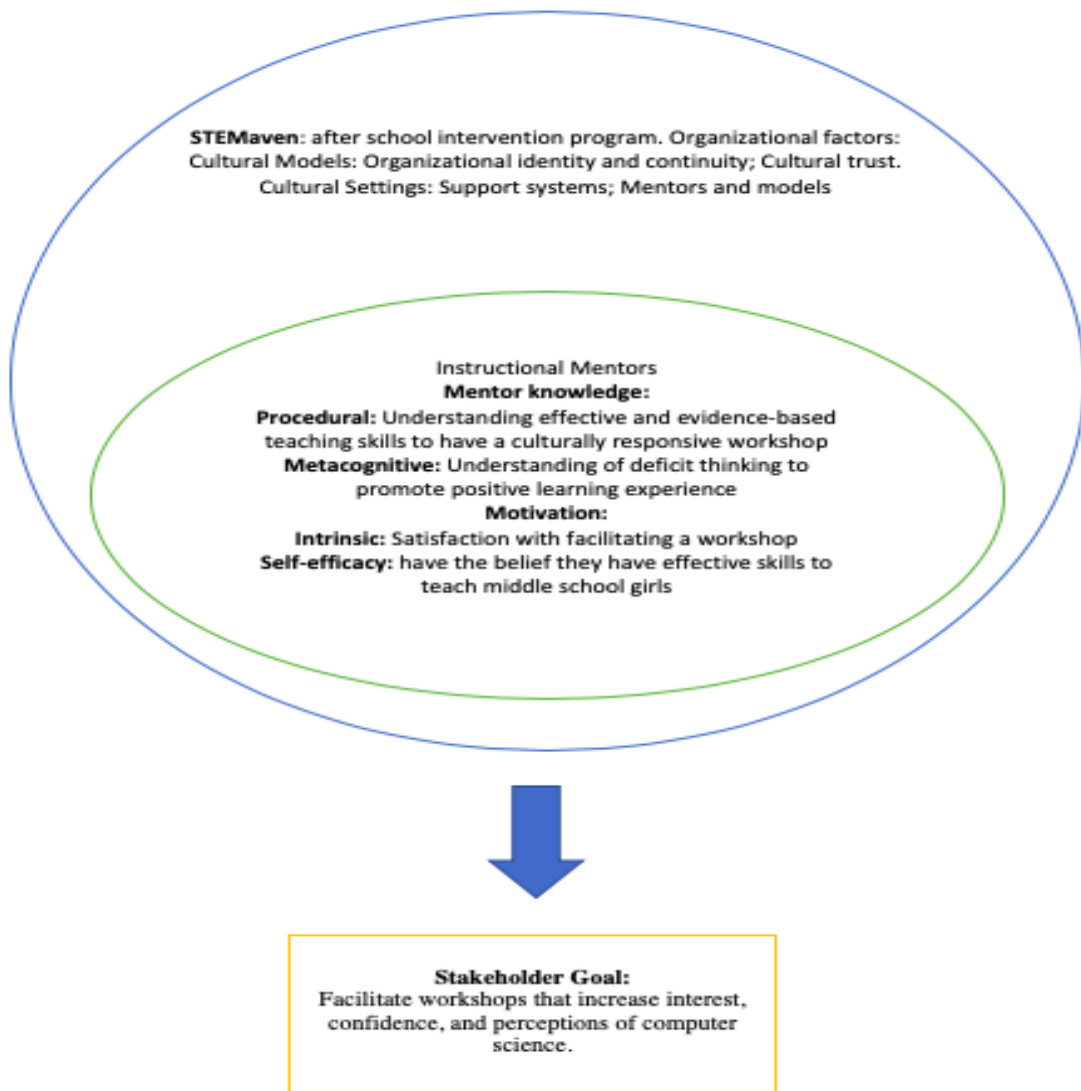 STEMaven: after school intervention program. Organizational factors:
Cultural Models: Organizational identity and continuity; Cultural trust.
Cultural Settings: Support systems; Mentors and models
Instructional Mentors
Mentor knowledge:
Procedural: Understanding effective and evidence-based
teaching skills to have a culturally responsive workshop
Metacognitive: Understanding of deficit thinking to
promote positive learning experience
Motivation:
Intrinsic: Satisfaction with facilitating a workshop
Self-efficacy: have the belief they have effective skills to
teach middle school girls
Stakeholder Goal:
Facilitate workshops that increase interest,
confidence, and perceptions of computer
science.